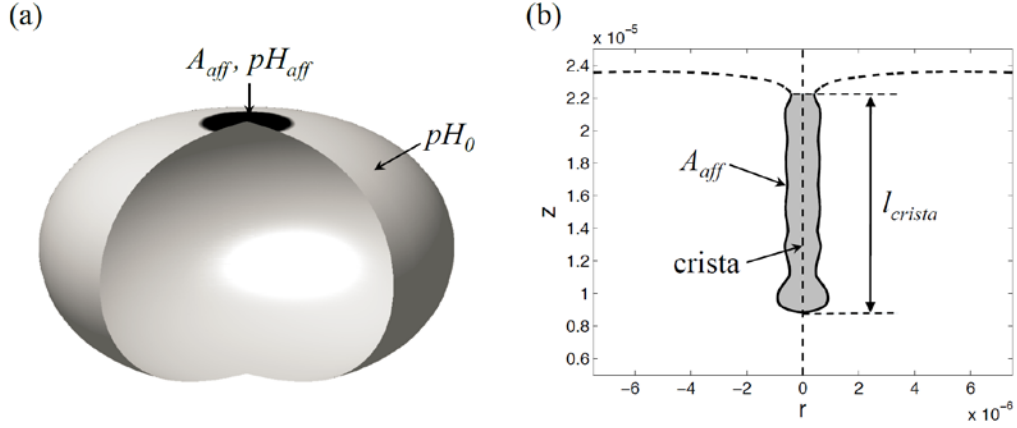 (a)
A_aff, pH_aff
pH_0
(b)
x 10^-5
2.4
2.2
2
1.8
1.6
1.4
1.2
1
0.8
0.6
z
A_aff
crista
l_crista
-6 -4 -2 0 2 4 6
r
x 10^-6